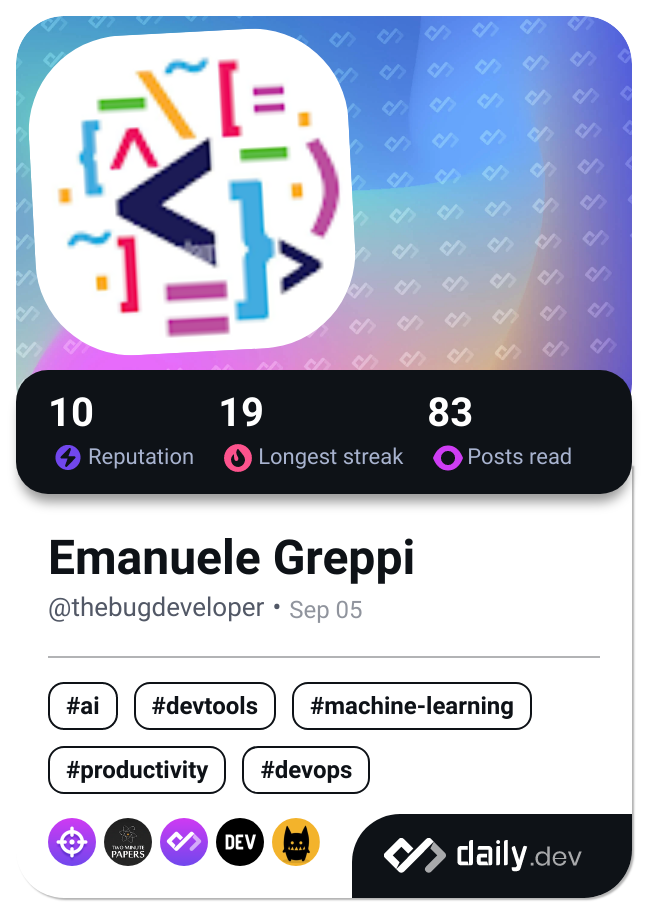 10 19 83
Reputation Longest streak Posts read
Emanuele Greppi
@thebugdeveloper • Sep 05
#ai #devtools #machine-learning
#productivity #devops
TWO MINUTE
PAPERS
DEV
daily.dev